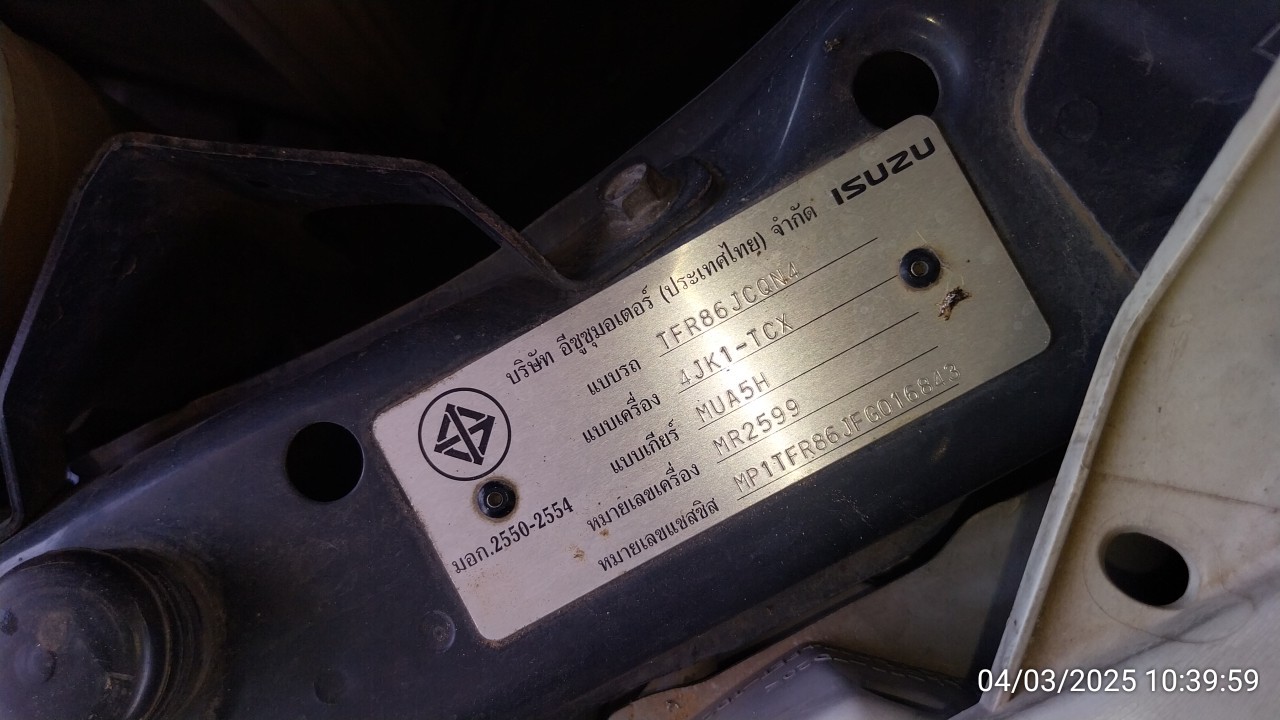 บริษัท อีซูซุมอเตอร์ (ประเทศไทย) จำกัด ISUZU
แบบรถ TFR86JCQN4
แบบเครื่อง 4JK1-TCX
แบบเกียร์ MUA5H
หมายเลขเครื่อง MR2599
หมายเลขแชสซิส MP1TFR86JFG016843
มอก.2550-2554
04/03/2025 10:39:59